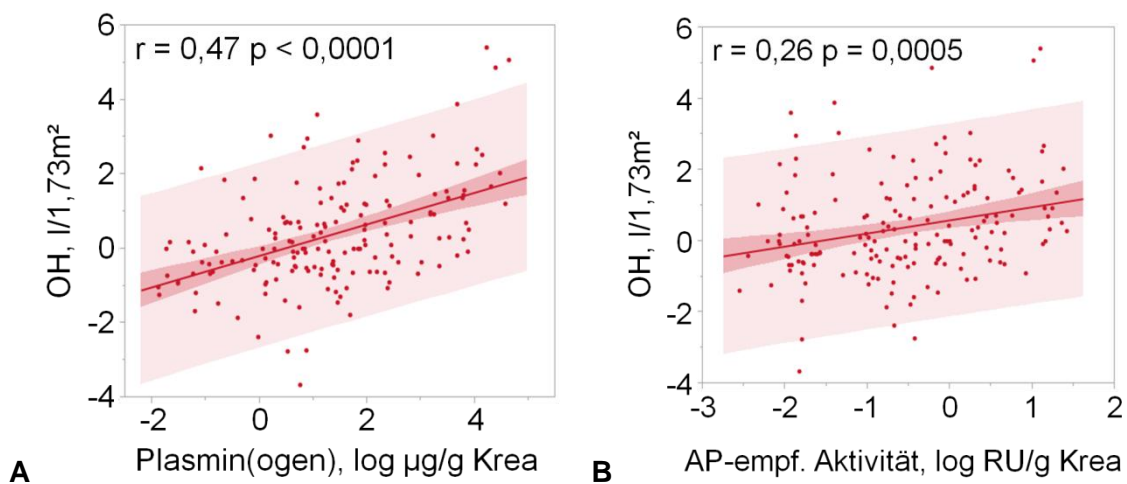 r = 0,47 p < 0,0001
OH, l/1,73m²
6
4
2
0
-2
-4
-2
0
2
4
Plasmin(ogen), log µg/g Krea
A
r = 0,26 p = 0,0005
OH, l/1,73m²
6
4
2
0
-2
-4
-3
-2
-1
0
1
2
AP-empf. Aktivität, log RU/g Krea
B